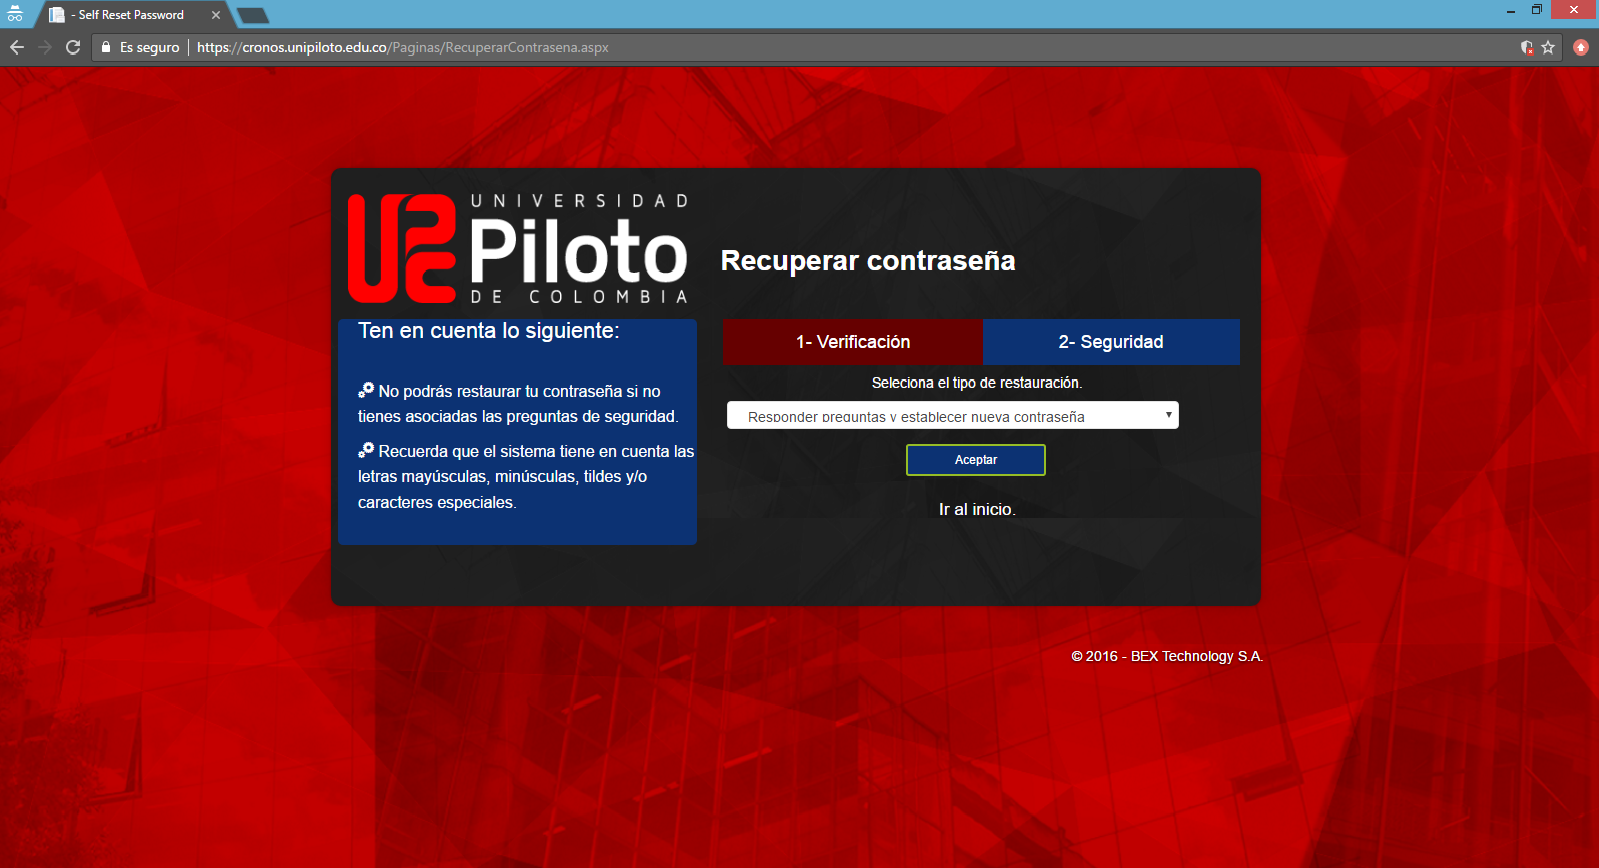 - Self Reset Password
Es seguro
https://cronos.unipiloto.edu.co/Paginas/RecuperarContrasena.aspx
UNIVERSIDAD
Piloto
DE COLOMBIA
Recuperar contraseña
Ten en cuenta lo siguiente:
No podrás restaurar tu contraseña si no
tienes asociadas las preguntas de seguridad.
Recuerda que el sistema tiene en cuenta las
letras mayúsculas, minúsculas, tildes y/o
caracteres especiales.
1- Verificación
2- Seguridad
Selecciona el tipo de restauración.
Responder preguntas y establecer nueva contraseña
Aceptar
Ir al inicio.
© 2016 - BEX Technology S.A.